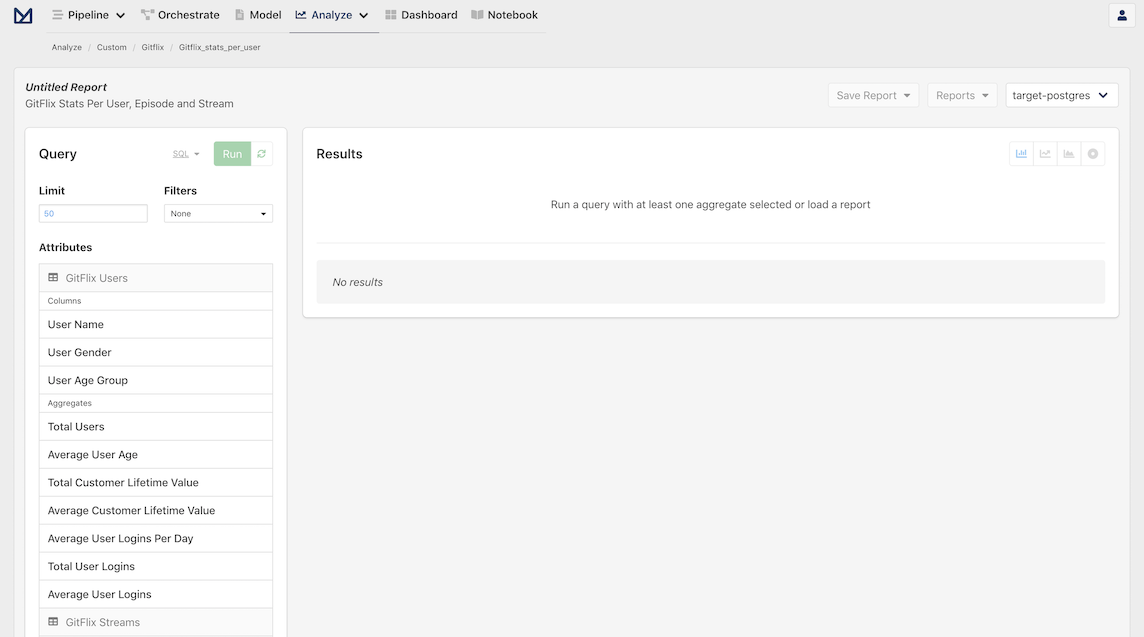 Pipeline Orchestrate Model Analyze Dashboard Notebook
Analyze / Custom / Gitflix / Gitflix_stats_per_user
Untitled Report
GitFlix Stats Per User, Episode and Stream
Save Report Reports target-postgres
Query SQL Run
Limit Filters
50 None
Attributes
GitFlix Users
Columns
User Name
User Gender
User Age Group
Aggregates
Total Users
Average User Age
Total Customer Lifetime Value
Average Customer Lifetime Value
Average User Logins Per Day
Total User Logins
Average User Logins
GitFlix Streams
Results
Run a query with at least one aggregate selected or load a report
No results